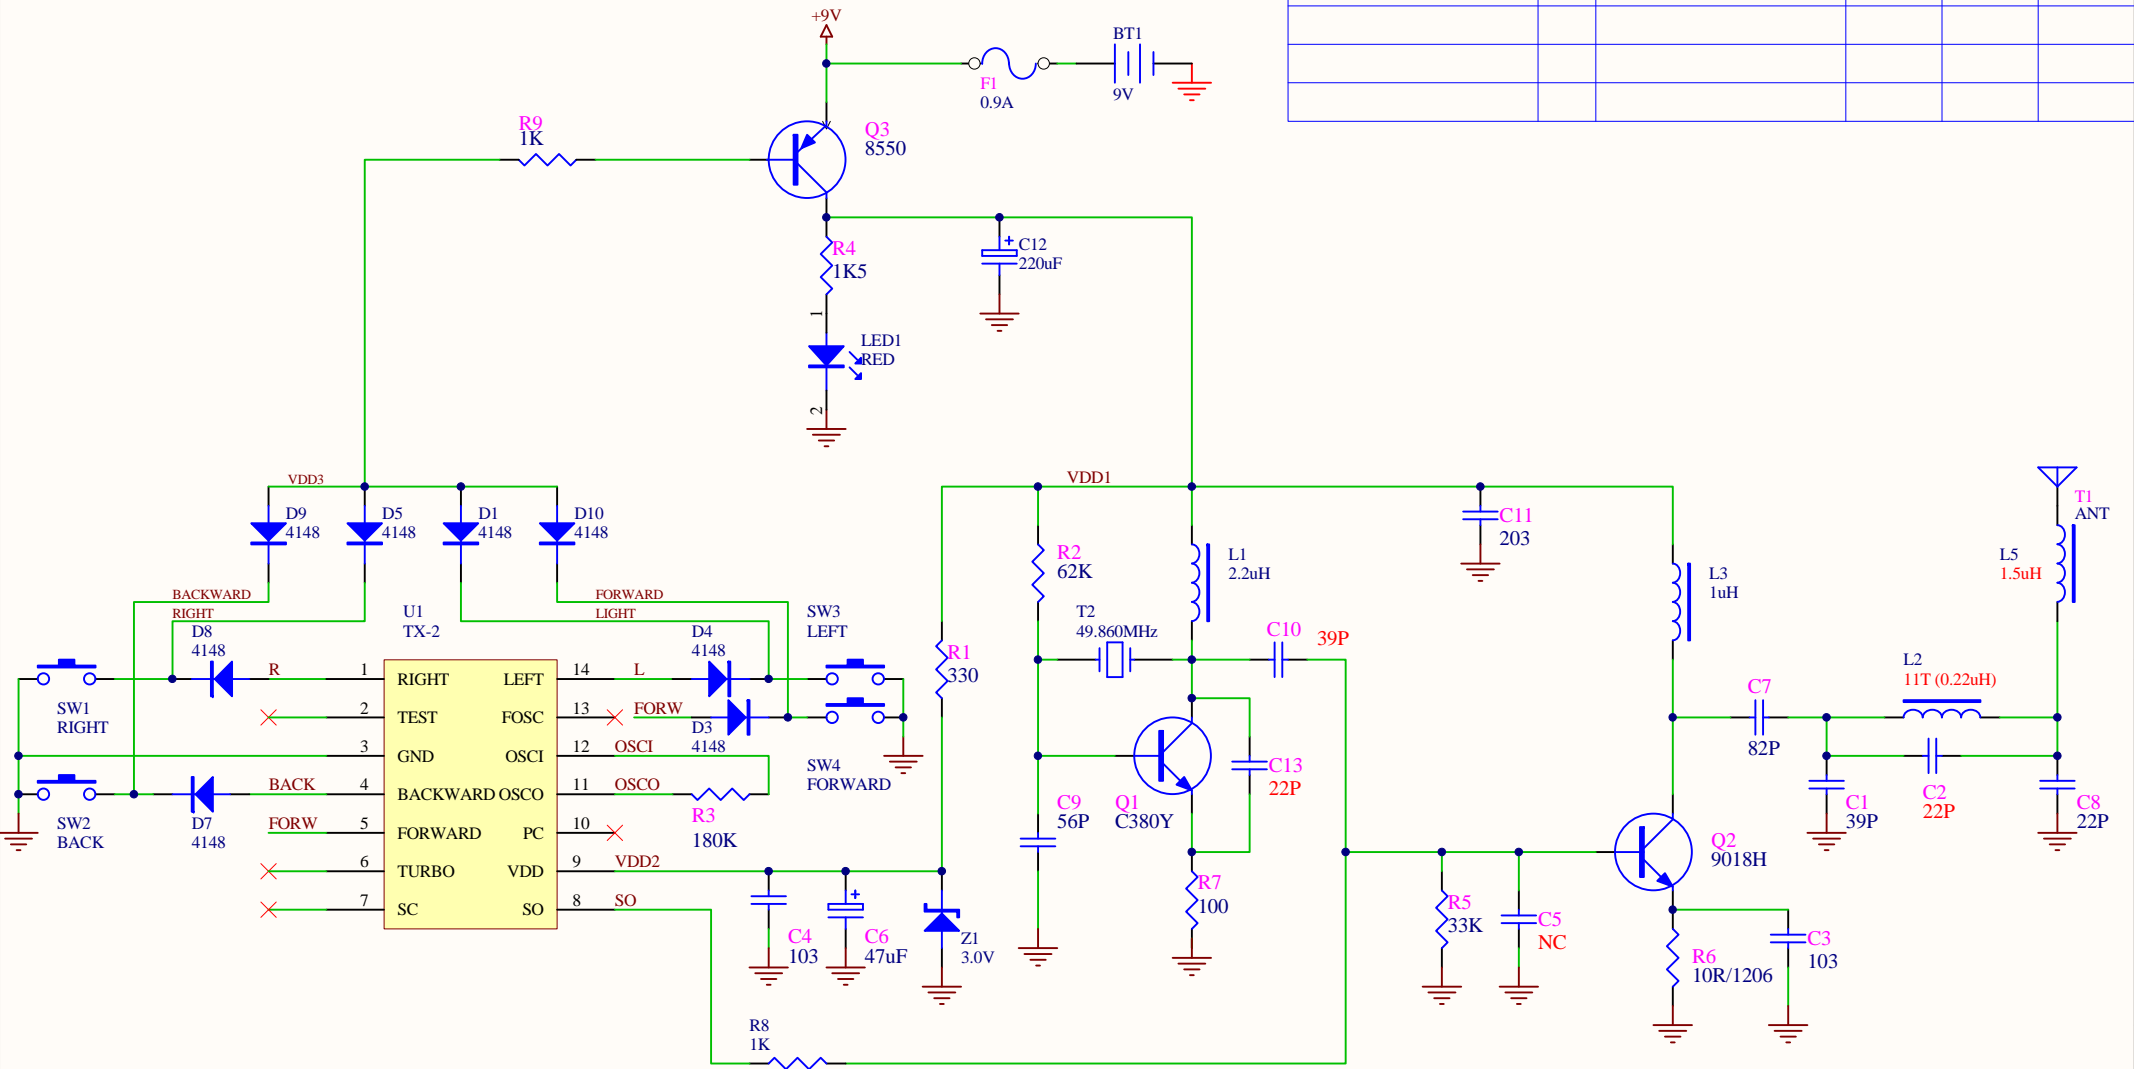 +9V
BT1
9V
F1
0.9A
R9
1K
Q3
8550
R4
1K5
C12
220uF
1
LED1
RED
2
VDD3
VDD1
D9
4148
D5
4148
D1
4148
D10
4148
BACKWARD
RIGHT
FORWARD
LIGHT
U1
TX-2
D8
4148
D4
4148
SW3
LEFT
R
L
SW1
RIGHT
FORW
D3
4148
SW4
FORWARD
OSCI
OSCO
BACK
SW2
BACK
D7
4148
FORW
R3
180K
VDD2
SO
1 RIGHT LEFT 14
2 TEST FOSC 13
3 GND OSCI 12
4 BACKWARD OSCO 11
5 FORWARD PC 10
6 TURBO VDD 9
7 SC SO 8
C4
103
C6
47uF
Z1
3.0V
R1
330
R8
1K
R2
62K
T2
49.860MHz
L1
2.2uH
C10
39P
C13
22P
Q1
C380Y
C9
56P
R7
100
C11
203
L3
1uH
R5
33K
C5
NC
Q2
9018H
R6
10R/1206
C3
103
C7
82P
L2
11T (0.22uH)
C1
39P
C2
22P
C8
22P
T1
ANT
L5
1.5uH